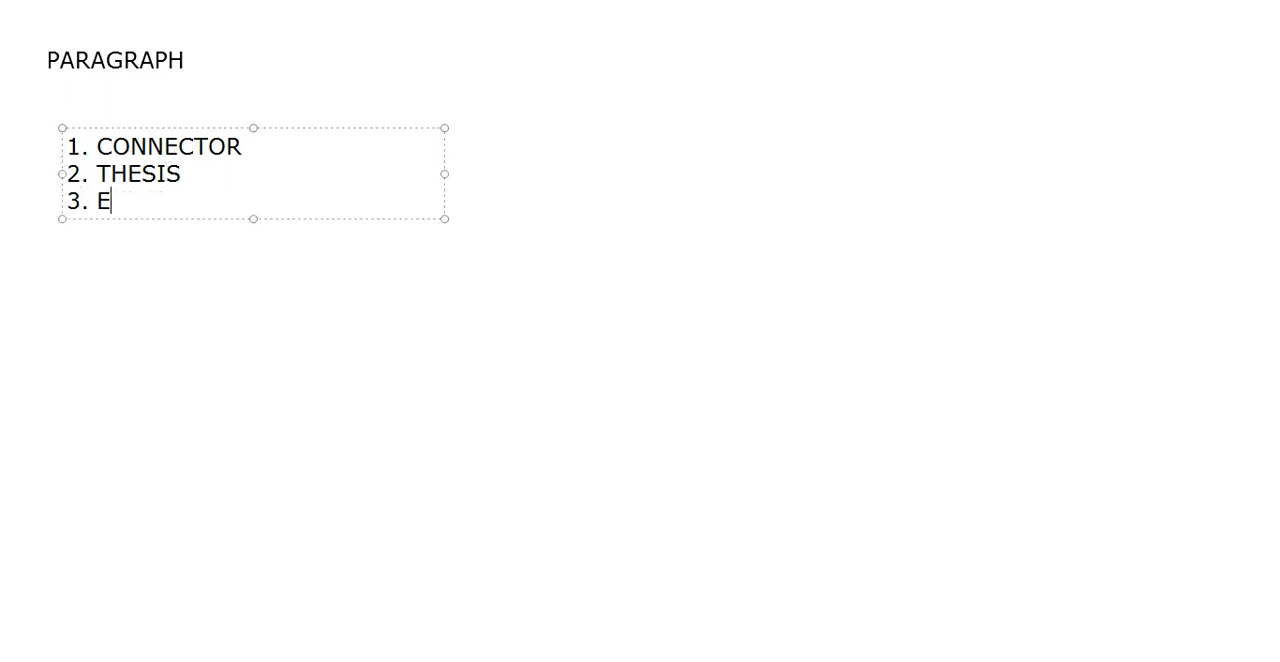 PARAGRAPH
1. CONNECTOR
2. THESIS
3. E